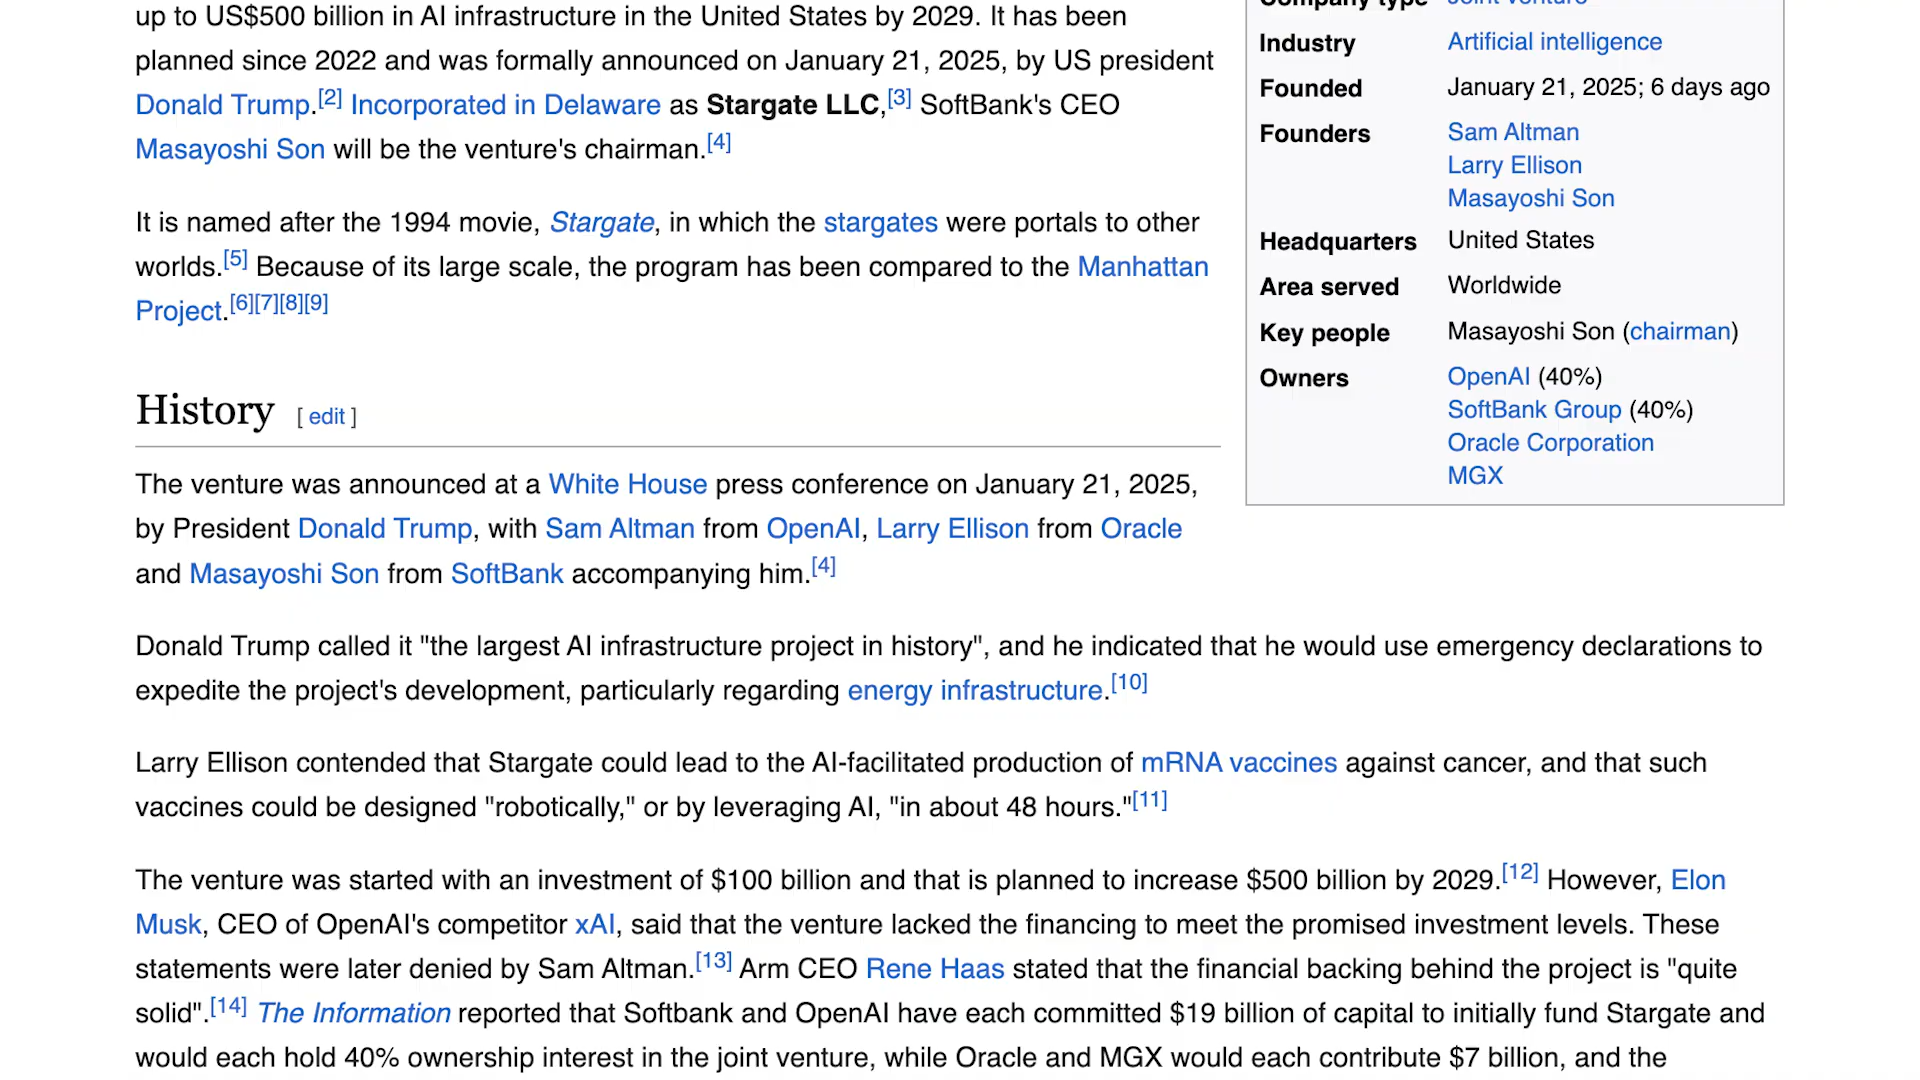 up to US$500 billion in AI infrastructure in the United States by 2029. It has been
planned since 2022 and was formally announced on January 21, 2025, by US president
Donald Trump.[2] Incorporated in Delaware as Stargate LLC,[3] SoftBank's CEO
Masayoshi Son will be the venture's chairman.[4]
It is named after the 1994 movie, Stargate, in which the stargates were portals to other
worlds.[5] Because of its large scale, the program has been compared to the Manhattan
Project.[6][7][8][9]
Company type Joint venture
Industry Artificial intelligence
Founded January 21, 2025; 6 days ago
Founders Sam Altman
Larry Ellison
Masayoshi Son
Headquarters United States
Area served Worldwide
Key people Masayoshi Son (chairman)
Owners OpenAI (40%)
SoftBank Group (40%)
Oracle Corporation
MGX
History [ edit ]
The venture was announced at a White House press conference on January 21, 2025,
by President Donald Trump, with Sam Altman from OpenAI, Larry Ellison from Oracle
and Masayoshi Son from SoftBank accompanying him.[4]
Donald Trump called it "the largest AI infrastructure project in history", and he indicated that he would use emergency declarations to
expedite the project's development, particularly regarding energy infrastructure.[10]
Larry Ellison contended that Stargate could lead to the AI-facilitated production of mRNA vaccines against cancer, and that such
vaccines could be designed "robotically," or by leveraging AI, "in about 48 hours."[11]
The venture was started with an investment of $100 billion and that is planned to increase $500 billion by 2029.[12] However, Elon
Musk, CEO of OpenAI's competitor xAI, said that the venture lacked the financing to meet the promised investment levels. These
statements were later denied by Sam Altman.[13] Arm CEO Rene Haas stated that the financial backing behind the project is "quite
solid".[14] The Information reported that Softbank and OpenAI have each committed $19 billion of capital to initially fund Stargate and
would each hold 40% ownership interest in the joint venture, while Oracle and MGX would each contribute $7 billion, and the